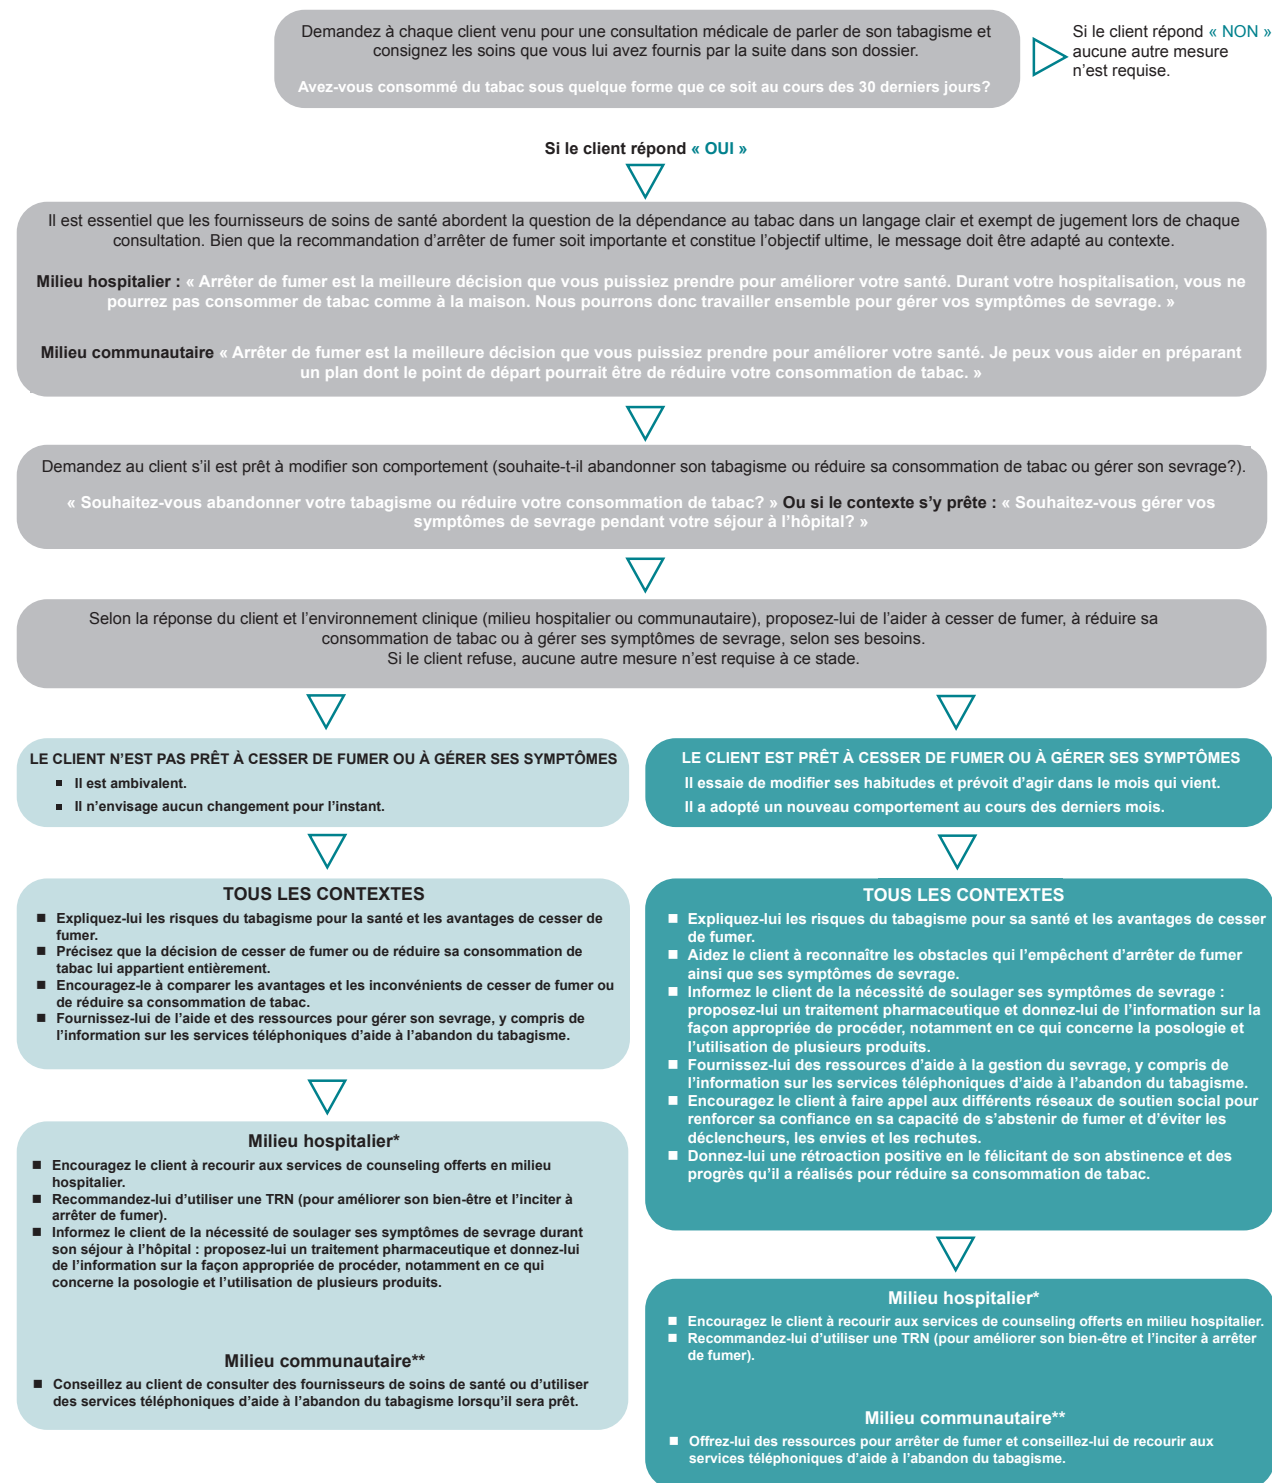 Demandez à chaque client venu pour une consultation médicale de parler de son tabagisme et
consignez les soins que vous lui avez fournis par la suite dans son dossier.
Avez-vous consommé du tabac sous quelque forme que ce soit au cours des 30 derniers jours?
Si le client répond « NON »
aucune autre mesure
n'est requise.
Si le client répond « OUI »
Il est essentiel que les fournisseurs de soins de santé abordent la question de la dépendance au tabac dans un langage clair et exempt de jugement lors de chaque
consultation. Bien que la recommandation d'arrêter de fumer soit importante et constitue l'objectif ultime, le message doit être adapté au contexte.
Milieu hospitalier : « Arrêter de fumer est la meilleure décision que vous puissiez prendre pour améliorer votre santé. Durant votre hospitalisation, vous ne
pourrez pas consommer de tabac comme à la maison. Nous pourrons donc travailler ensemble pour gérer vos symptômes de sevrage. »
Milieu communautaire « Arrêter de fumer est la meilleure décision que vous puissiez prendre pour améliorer votre santé. Je peux vous aider en préparant
un plan dont le point de départ pourrait être de réduire votre consommation de tabac. »
Demandez au client s'il est prêt à modifier son comportement (souhaite-t-il abandonner son tabagisme ou réduire sa consommation de tabac ou gérer son sevrage?).
« Souhaitez-vous abandonner votre tabagisme ou réduire votre consommation de tabac? » Ou si le contexte s'y prête : « Souhaitez-vous gérer vos
symptômes de sevrage pendant votre séjour à l'hôpital? »
Selon la réponse du client et l'environnement clinique (milieu hospitalier ou communautaire), proposez-lui de l'aider à cesser de fumer, à réduire sa
consommation de tabac ou à gérer ses symptômes de sevrage, selon ses besoins.
Si le client refuse, aucune autre mesure n'est requise à ce stade.
LE CLIENT N'EST PAS PRÊT À CESSER DE FUMER OU À GÉRER SES SYMPTÔMES
■ Il est ambivalent.
■ Il n'envisage aucun changement pour l'instant.
TOUS LES CONTEXTES
■ Expliquez-lui les risques du tabagisme pour la santé et les avantages de cesser de
fumer.
■ Précisez que la décision de cesser de fumer ou de réduire sa consommation de
tabac lui appartient entièrement.
■ Encouragez-le à comparer les avantages et les inconvénients de cesser de fumer ou
de réduire sa consommation de tabac.
■ Fournissez-lui de l'aide et des ressources pour gérer son sevrage, y compris de
l'information sur les services téléphoniques d'aide à l'abandon du tabagisme.
Milieu hospitalier*
■ Encouragez le client à recourir aux services de counseling offerts en milieu
hospitalier.
■ Recommandez-lui d'utiliser une TRN (pour améliorer son bien-être et l'inciter à
arrêter de fumer).
■ Informez le client de la nécessité de soulager ses symptômes de sevrage durant
son séjour à l'hôpital : proposez-lui un traitement pharmaceutique et donnez-lui
de l'information sur la façon appropriée de procéder, notamment en ce qui
concerne la posologie et l'utilisation de plusieurs produits.
Milieu communautaire**
■ Conseillez au client de consulter des fournisseurs de soins de santé ou d'utiliser
des services téléphoniques d'aide à l'abandon du tabagisme lorsqu'il sera prêt.
LE CLIENT EST PRÊT À CESSER DE FUMER OU À GÉRER SES SYMPTÔMES
Il essaie de modifier ses habitudes et prévoit d'agir dans le mois qui vient.
Il a adopté un nouveau comportement au cours des derniers mois.
TOUS LES CONTEXTES
■ Expliquez-lui les risques du tabagisme pour sa santé et les avantages de cesser
de fumer.
■ Aidez le client à reconnaître les obstacles qui l'empêchent d'arrêter de fumer
ainsi que ses symptômes de sevrage.
■ Informez le client de la nécessité de soulager ses symptômes de sevrage :
proposez-lui un traitement pharmaceutique et donnez-lui de l'information sur la
façon appropriée de procéder, notamment en ce qui concerne la posologie et
l'utilisation de plusieurs produits.
■ Fournissez-lui des ressources d'aide à la gestion du sevrage, y compris de
l'information sur les services téléphoniques d'aide à l'abandon du tabagisme.
■ Encouragez le client à faire appel aux différents réseaux de soutien social pour
renforcer sa confiance en sa capacité de s'abstenir de fumer et d'éviter les
déclencheurs, les envies et les rechutes.
■ Donnez-lui une rétroaction positive en le félicitant de son abstinence et des
progrès qu'il a réalisés pour réduire sa consommation de tabac.
Milieu hospitalier*
■ Encouragez le client à recourir aux services de counseling offerts en milieu hospitalier.
■ Recommandez-lui d'utiliser une TRN (pour améliorer son bien-être et l'inciter à arrêter
de fumer).
Milieu communautaire**
■ Offrez-lui des ressources pour arrêter de fumer et conseillez-lui de recourir aux
services téléphoniques d'aide à l'abandon du tabagisme.